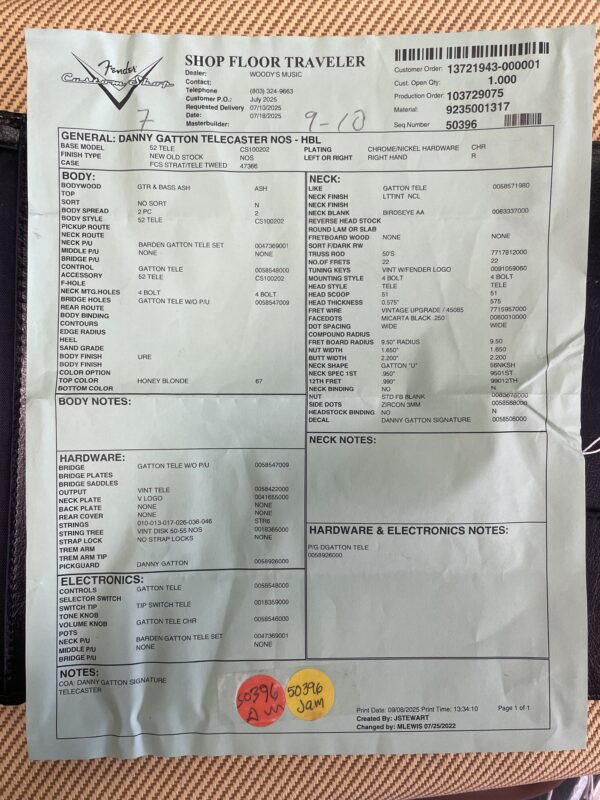 Fender
Custom Shop
SHOP FLOOR TRAVELER
Dealer: WOODY'S MUSIC
Contact:
Telephone (803) 324-9663
Customer P.O.: July 2025
Requested Delivery 07/10/2025
Date: 07/18/2025
Masterbuilder:
Customer Order: 13721943-000001
Cust. Open Qty: 1.000
Production Order: 103729075
Material: 9235001317
Seq Number 50396
7
9-10
GENERAL: DANNY GATTON TELECASTER NOS - HBL
BASE MODEL 52 TELE CS100202 PLATING CHROME/NICKEL HARDWARE CHR
FINISH TYPE NEW OLD STOCK NOS LEFT OR RIGHT RIGHT HAND R
CASE FCS STRAT/TELE TWEED 47366
BODY:
BODYWOOD GTR & BASS ASH ASH
TOP
SORT NO SORT N
BODY SPREAD 2 PC 2
BODY STYLE 52 TELE CS100202
PICKUP ROUTE
NECK ROUTE
NECK P/U BARDEN GATTON TELE SET 0047369001
MIDDLE P/U NONE NONE
BRIDGE P/U
CONTROL GATTON TELE 0058548000
ACCESSORY 52 TELE CS100202
F-HOLE
NECK MTG.HOLES 4 BOLT 4 BOLT
BRIDGE HOLES GATTON TELE W/O P/U 0058547009
REAR ROUTE
BODY BINDING
CONTOURS
EDGE RADIUS
HEEL
SAND GRADE
BODY FINISH URE
BODY FINISH
COLOR OPTION
TOP COLOR HONEY BLONDE 67
BOTTOM COLOR
BODY NOTES:
HARDWARE:
BRIDGE GATTON TELE W/O P/U 0058547009
BRIDGE PLATES
BRIDGE SADDLES
OUTPUT VINT TELE 0058422000
NECK PLATE V LOGO 0041655000
BACK PLATE NONE NONE
REAR COVER NONE NONE
STRINGS 010-013-017-026-036-046 STR6
STRING TREE VINT DISK 50-55 NOS 0018365000
STRAP LOCK NO STRAP LOCKS NONE
TREM ARM
TREM ARM TIP
PICKGUARD DANNY GATTON 0058926000
ELECTRONICS:
CONTROLS GATTON TELE 0058548000
SELECTOR SWITCH
SWITCH TIP TIP SWITCH TELE 0018359000
TONE KNOB
VOLUME KNOB GATTON TELE CHR 0058546000
POTS
NECK P/U BARDEN GATTON TELE SET 0047369001
MIDDLE P/U NONE NONE
BRIDGE P/U
NECK:
LIKE GATTON TELE 0058571980
NECK FINISH LTTINT NCL
NECK FINISH
NECK BLANK BIRDSEYE AA 0063337000
REVERSE HEAD STOCK
ROUND LAM OR SLAB
FRETBOARD WOOD NONE NONE
SORT F/DARK RW
TRUSS ROD 50'S 7717812000
NO.OF FRETS 22 22
TUNING KEYS VINT W/FENDER LOGO 0091059060
MOUNTING STYLE 4 BOLT 4 BOLT
HEAD STYLE TELE TELE
HEAD SCOOP 51 51
HEAD THICKNESS 0.575" 575
FRET WIRE VINTAGE UPGRADE / 45085 7715957000
FACEDOTS MICARTA BLACK .250 0080010000
DOT SPACING WIDE WIDE
COMPOUND RADIUS
FRET BOARD RADIUS 9.50" RADIUS 9.50
NUT WIDTH 1.650" 1.650
BUTT WIDTH 2.200" 2.200
NECK SHAPE GATTON "U" 56NKSH
NECK SPEC 1ST .950" 9501ST
12TH FRET .990" 99012TH
NECK BINDING NO N
NUT STD FB BLANK
SIDE DOTS ZIRCON 3MM 0058568000
HEADSTOCK BINDING NO N
DECAL DANNY GATTON SIGNATURE 0058508000
NECK NOTES:
HARDWARE & ELECTRONICS NOTES:
P/G DGATTON TELE
0058926000
NOTES:
COA: DANNY GATTON SIGNATURE
TELECASTER
50396
50396
Jam
Print Date: 09/08/2025 Print Time: 13:34:10 Page 1 of 1
Created By: JSTEWART
Changed by: MLEWIS 07/25/2022